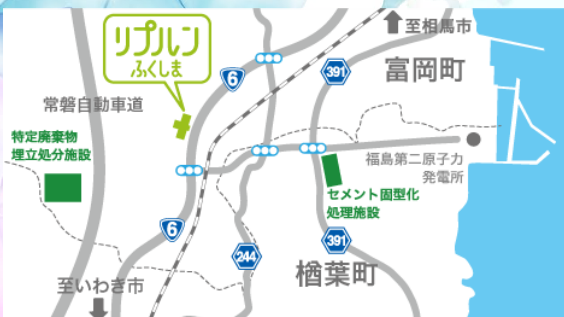 リプルン
ふくしま
至相馬市
6
391
富岡町
常磐自動車道
特定廃棄物
埋立処分施設
福島第二原子力
発電所
セメント固型化
処理施設
6
244
391
楢葉町
至いわき市